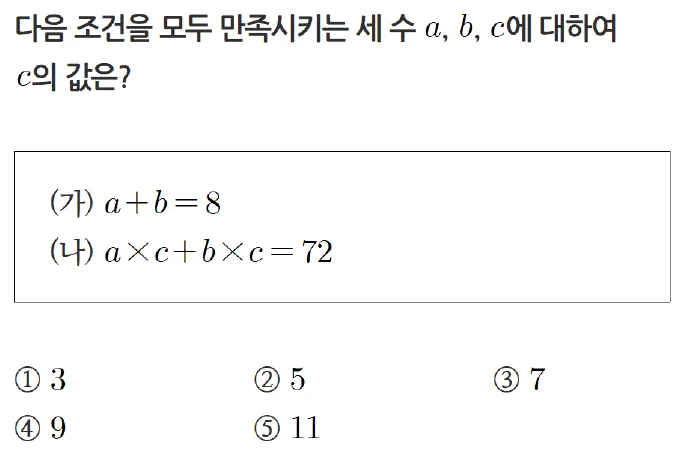 다음 조건을 모두 만족시키는 세 수 a, b, c에 대하여
c의 값은?
(가) a+b=8
(나) a×c+b×c=72
① 3 ② 5 ③ 7
④ 9 ⑤ 11